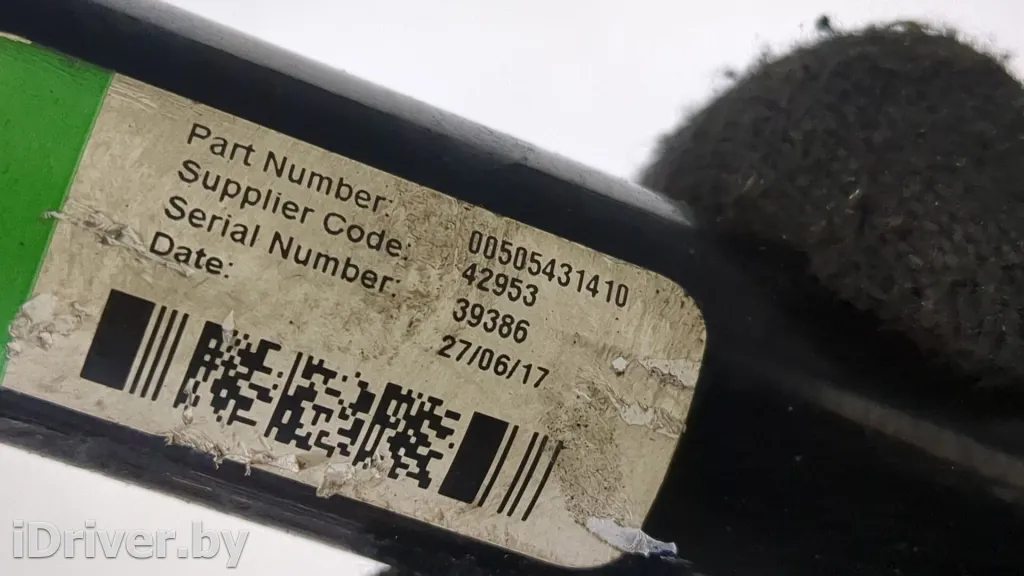 Part Number: 00505431410
Supplier Code: 42953
Serial Number: 39386
Date: 27/06/17
iDriver.by